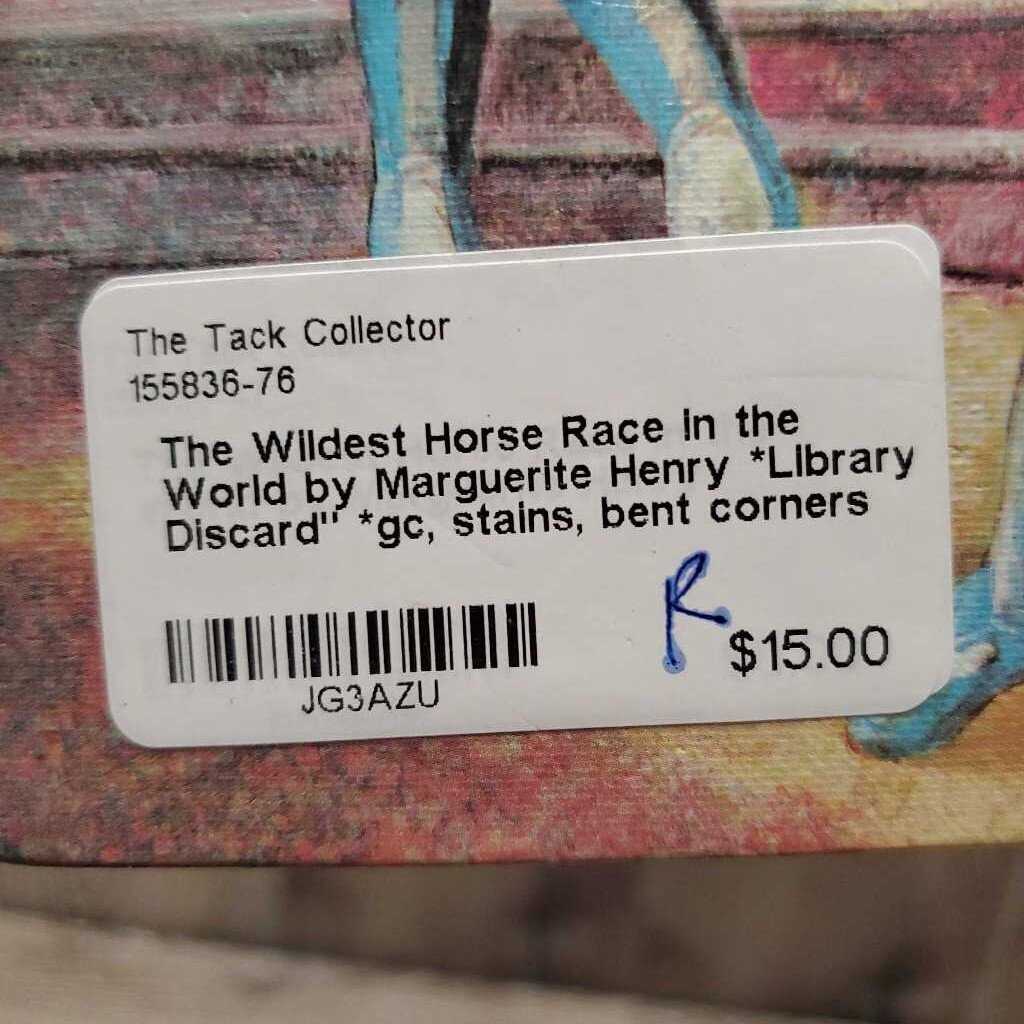 The Tack Collector
155836-76
The Wildest Horse Race in the
World by Marguerite Henry *Library
Discard" *gc, stains, bent corners
R
$15.00
JG3AZU